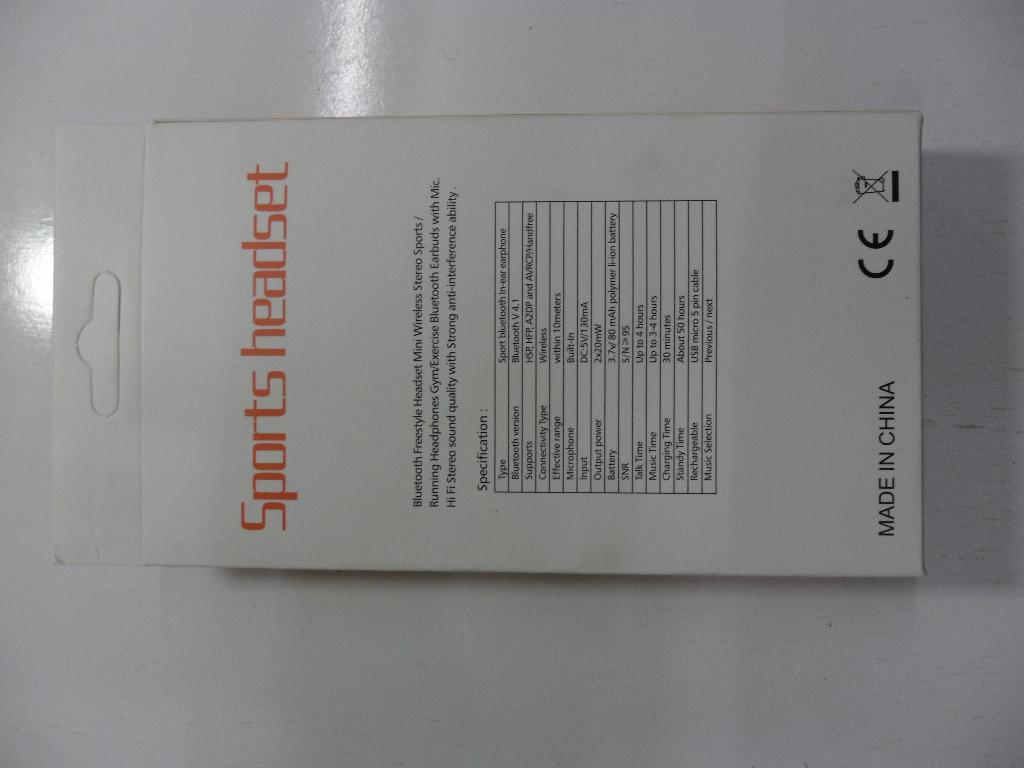 Sports headset
Bluetooth Freestyle Headset Mini Wireless Stereo Sports /
Running Headphones Gym/Exercise Bluetooth Earbuds with Mic.
Hi Fi Stereo sound quality with Strong anti-interference ability .
Specification :
Type Sport bluetooth In-ear earphone
Bluetooth version Bluetooth V 4.1
Supports HSP, HFP, A2DP and AVRCP/Handfree
Connectivity Type Wireless
Effective range within 10meters
Microphone Built-In
Input DC:5V/130mA
Output power 2x20mW
Battery 3.7v/ 80 mAh polymer li-ion battery
SNR S/N≥95
Talk Time Up to 4 hours
Music Time Up to 3-4 hours
Charging Time 30 minutes
Standy Time About 50 hours
Rechargeable USB micro 5 pin cable
Music Selection Previous / next
MADE IN CHINA CE